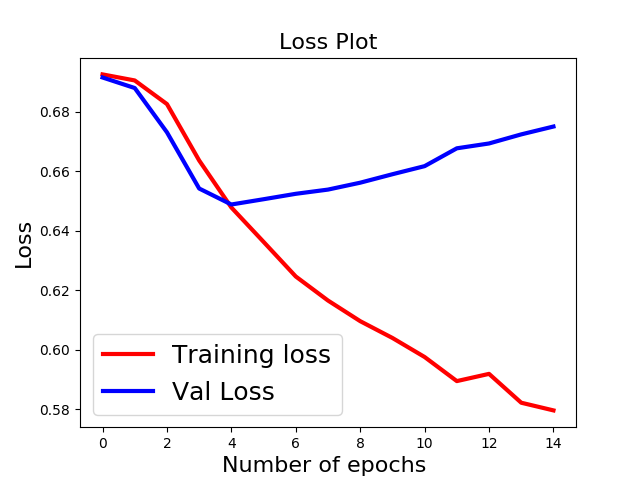 Loss Plot
Loss
0.68
0.66
0.64
0.62
0.60
0.58
Training loss
Val Loss
0 2 4 6 8 10 12 14
Number of epochs